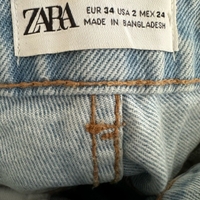 ZARA
EUR 34 USA 2 MEX 24
MADE IN BANGLADESH